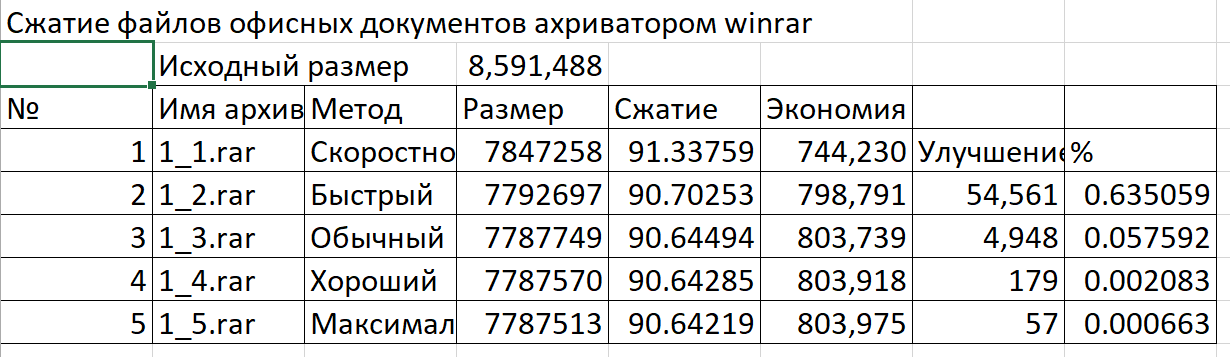 Сжатие файлов офисных документов ахриватором winrar
Исходный размер 8,591,488
№ Имя архив Метод Размер Сжатие Экономия
1 1_1.rar Скоростно 7847258 91.33759 744,230 Улучшение %
2 1_2.rar Быстрый 7792697 90.70253 798,791 54,561 0.635059
3 1_3.rar Обычный 7787749 90.64494 803,739 4,948 0.057592
4 1_4.rar Хороший 7787570 90.64285 803,918 179 0.002083
5 1_5.rar Максимал 7787513 90.64219 803,975 57 0.000663